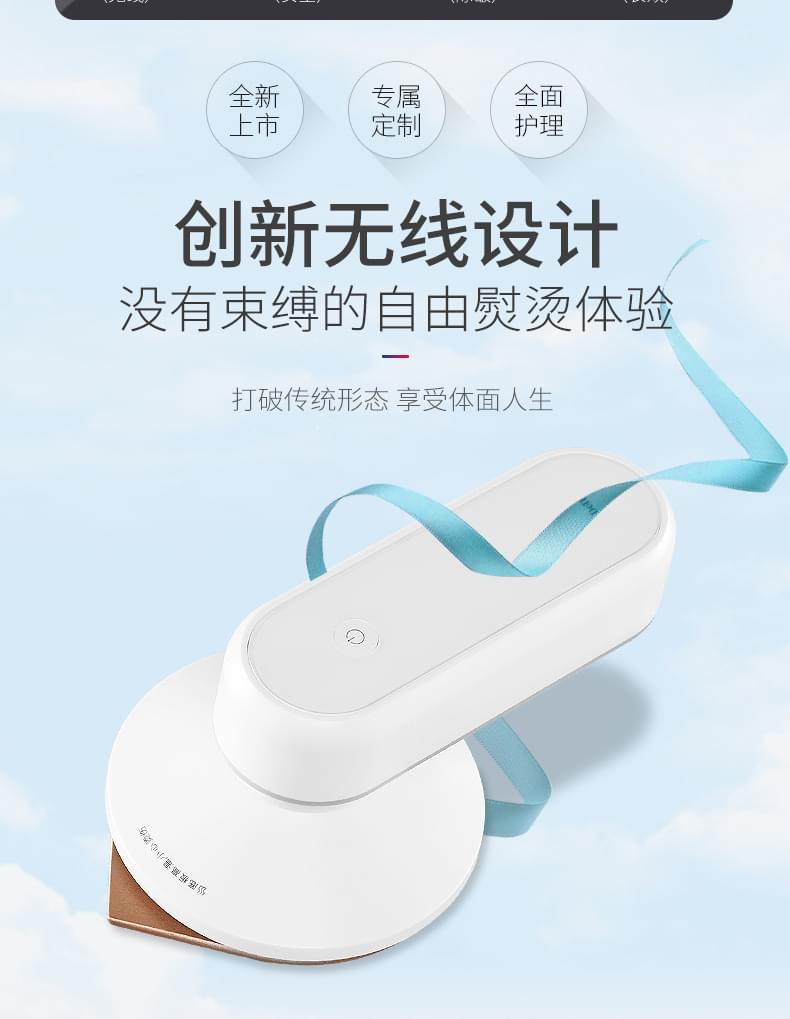 全新
上市
专属
定制
全面
护理
创新无线设计
没有束缚的自由熨烫体验
打破传统形态 享受体面人生